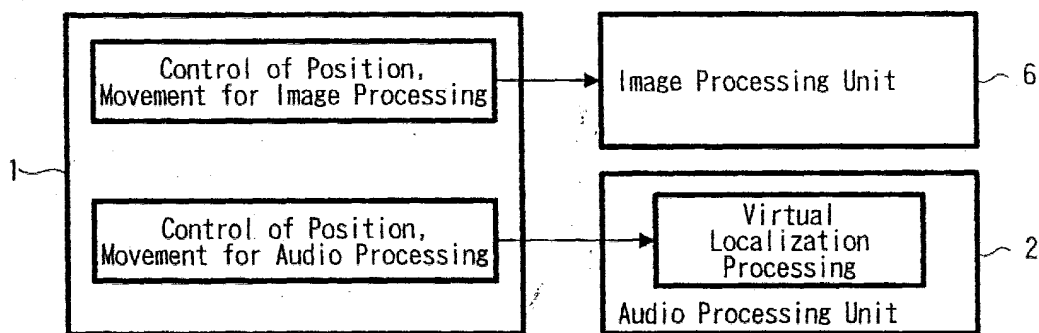 Control of Position,
Movement for Image Processing
Image Processing Unit
6
1
Control of Position,
Movement for Audio Processing
Virtual
Localization
Processing
2
Audio Processing Unit